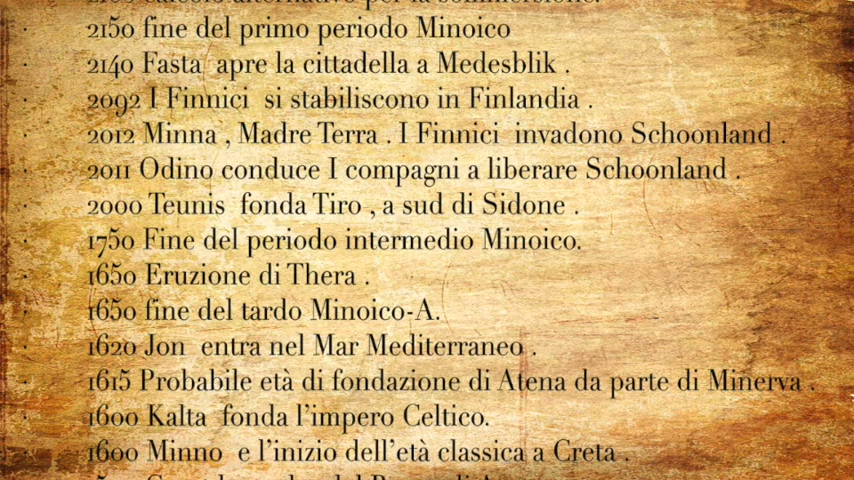 2150 fine del primo periodo Minoico
2140 Fasta apre la cittadella a Medesblik .
2092 I Finnici si stabiliscono in Finlandia .
2012 Minna , Madre Terra . I Finnici invadono Schoonland .
2011 Odino conduce I compagni a liberare Schoonland .
2000 Teunis fonda Tiro , a sud di Sidone .
1750 Fine del periodo intermedio Minoico.
1650 Eruzione di Thera .
1650 fine del tardo Minoico-A.
1620 Jon entra nel Mar Mediterraneo .
1615 Probabile età di fondazione di Atena da parte di Minerva .
1600 Kalta fonda l'impero Celtico.
1600 Minno e l'inizio dell'età classica a Creta .